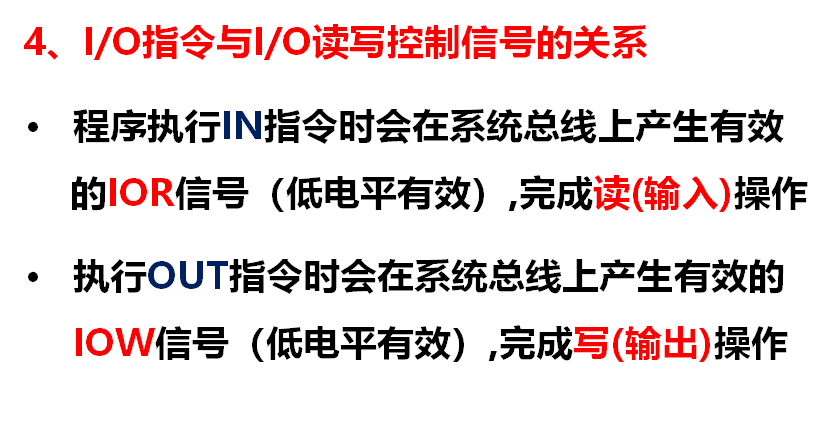 4、I/O指令与I/O读写控制信号的关系
• 程序执行IN指令时会在系统总线上产生有效
的IOR信号（低电平有效）,完成读(输入)操作
• 执行OUT指令时会在系统总线上产生有效的
IOW信号（低电平有效）,完成写(输出)操作